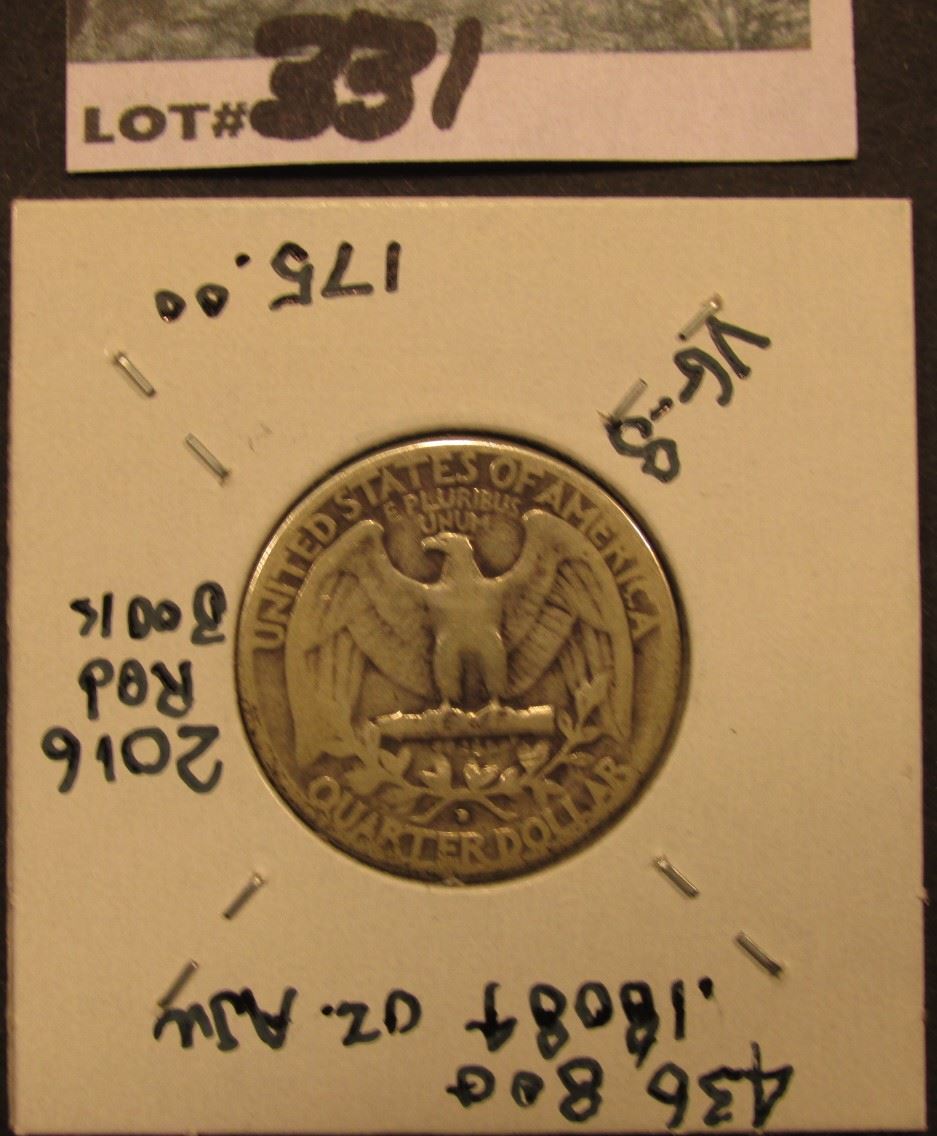 LOT# 331
175.00
VG-8
2016
Red
Book
UNITED STATES OF AMERICA
E PLURIBUS
UNUM
D
QUARTER DOLLAR
436,800
.18084 oz. ASW